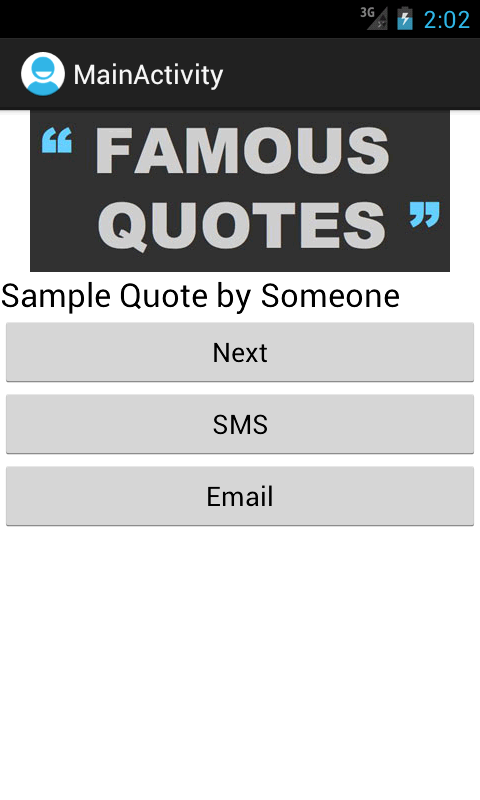 3G 2:02
MainActivity
“ FAMOUS
QUOTES ”
Sample Quote by Someone
Next
SMS
Email